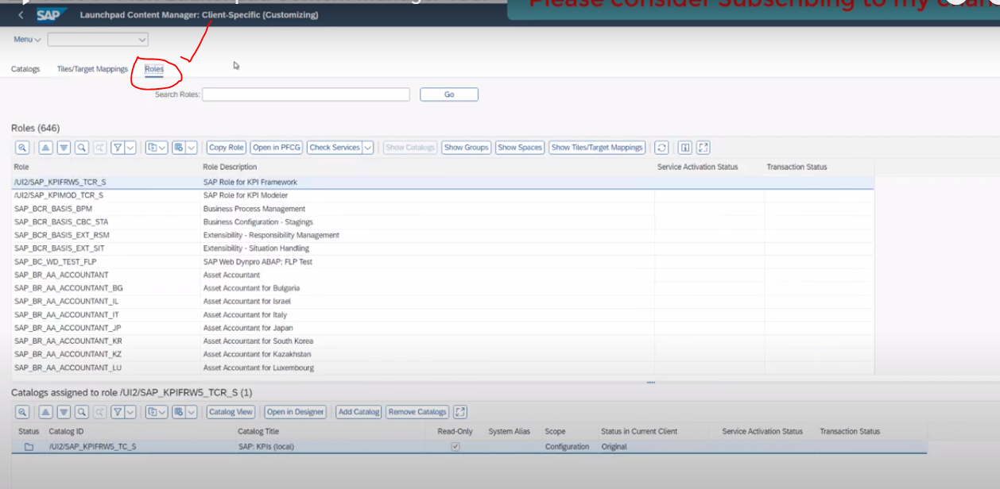 Please consider Subscribing to my
SAP Launchpad Content Manager: Client-Specific (Customizing)
Menu
Catalogs Tiles/Target Mappings Roles
Search Roles: Go
Roles (646)
Copy Role Open in PFCG Check Services Show Catalogs Show Groups Show Spaces Show Tiles/Target Mappings
Role Role Description Service Activation Status Transaction Status
/UI2/SAP_KPIFRW5_TCR_S SAP Role for KPI Framework
/UI2/SAP_KPIMOD_TCR_S SAP Role for KPI Modeler
SAP_BCR_BASIS_BPM Business Process Management
SAP_BCR_BASIS_CBC_STA Business Configuration - Stagings
SAP_BCR_BASIS_EXT_RSM Extensibility - Responsibility Management
SAP_BCR_BASIS_EXT_SIT Extensibility - Situation Handling
SAP_BC_WD_TEST_FLP SAP Web Dynpro ABAP: FLP Test
SAP_BR_AA_ACCOUNTANT Asset Accountant
SAP_BR_AA_ACCOUNTANT_BG Asset Accountant for Bulgaria
SAP_BR_AA_ACCOUNTANT_IL Asset Accountant for Israel
SAP_BR_AA_ACCOUNTANT_IT Asset Accountant for Italy
SAP_BR_AA_ACCOUNTANT_JP Asset Accountant for Japan
SAP_BR_AA_ACCOUNTANT_KR Asset Accountant for South Korea
SAP_BR_AA_ACCOUNTANT_KZ Asset Accountant for Kazakhstan
SAP_BR_AA_ACCOUNTANT_LU Asset Accountant for Luxembourg
Catalogs assigned to role /UI2/SAP_KPIFRW5_TCR_S (1)
Catalog View Open in Designer Add Catalog Remove Catalogs
Status Catalog ID Catalog Title Read-Only System Alias Scope Status in Current Client Service Activation Status Transaction Status
/UI2/SAP_KPIFRW5_TC_S SAP: KPIs (local) Configuration Original